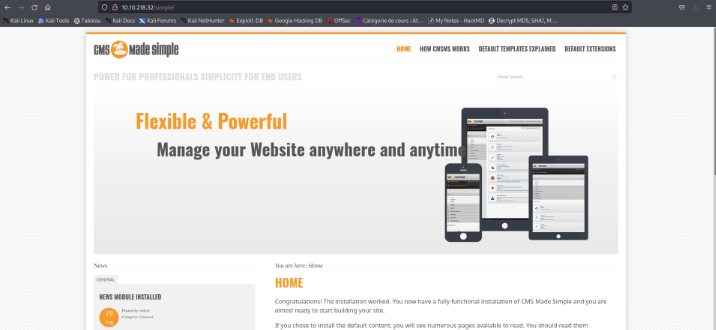 10.10.218.32/simple/
Kali Linux Kali Tools Tableau Kali Docs Kali Forums Kali NetHunter Exploit-DB Google Hacking DB OffSec Catégorie de cours : At... My Notes - HackMD Decrypt MD5, SHA1, M...
CMS Made Simple
HOME HOW CMSMS WORKS DEFAULT TEMPLATES EXPLAINED DEFAULT EXTENSIONS
POWER FOR PROFESSIONALS SIMPLICITY FOR END USERS
Enter Search...
Flexible & Powerful
Manage your Website anywhere and anytime
News
You are here: Home
GENERAL
HOME
NEWS MODULE INSTALLED
19
Category: General
Congratulations! The installation worked. You now have a fully functional installation of CMS Made Simple and you are
almost ready to start building your site.
If you chose to install the default content, you will see numerous pages available to read. You should read them